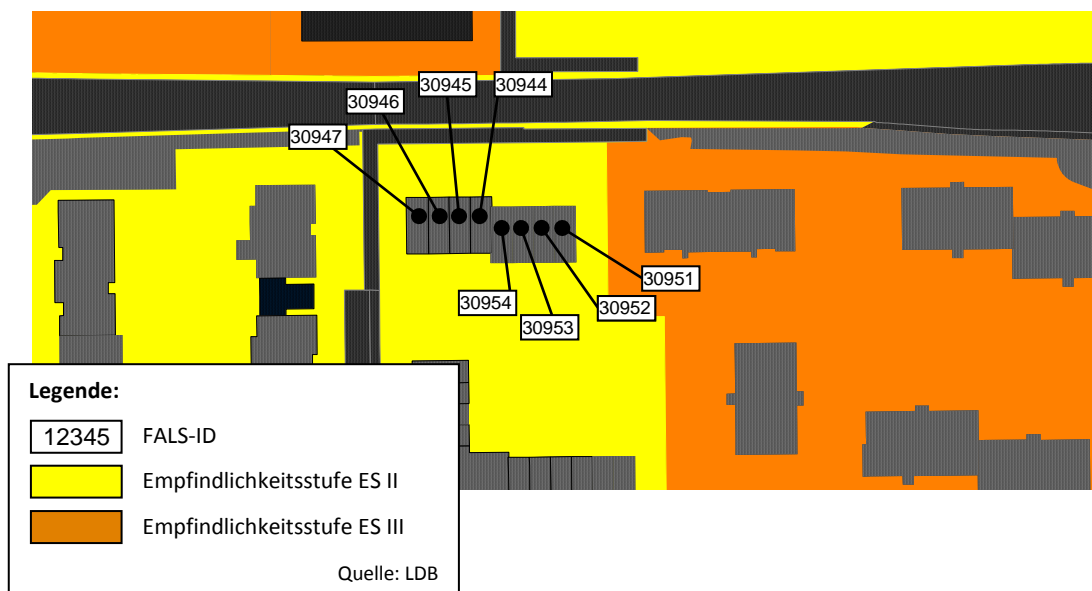 30945
30944
30946
30947
30951
30954
30952
30953
Legende:
12345 FALS-ID
Empfindlichkeitsstufe ES II
Empfindlichkeitsstufe ES III
Quelle: LDB